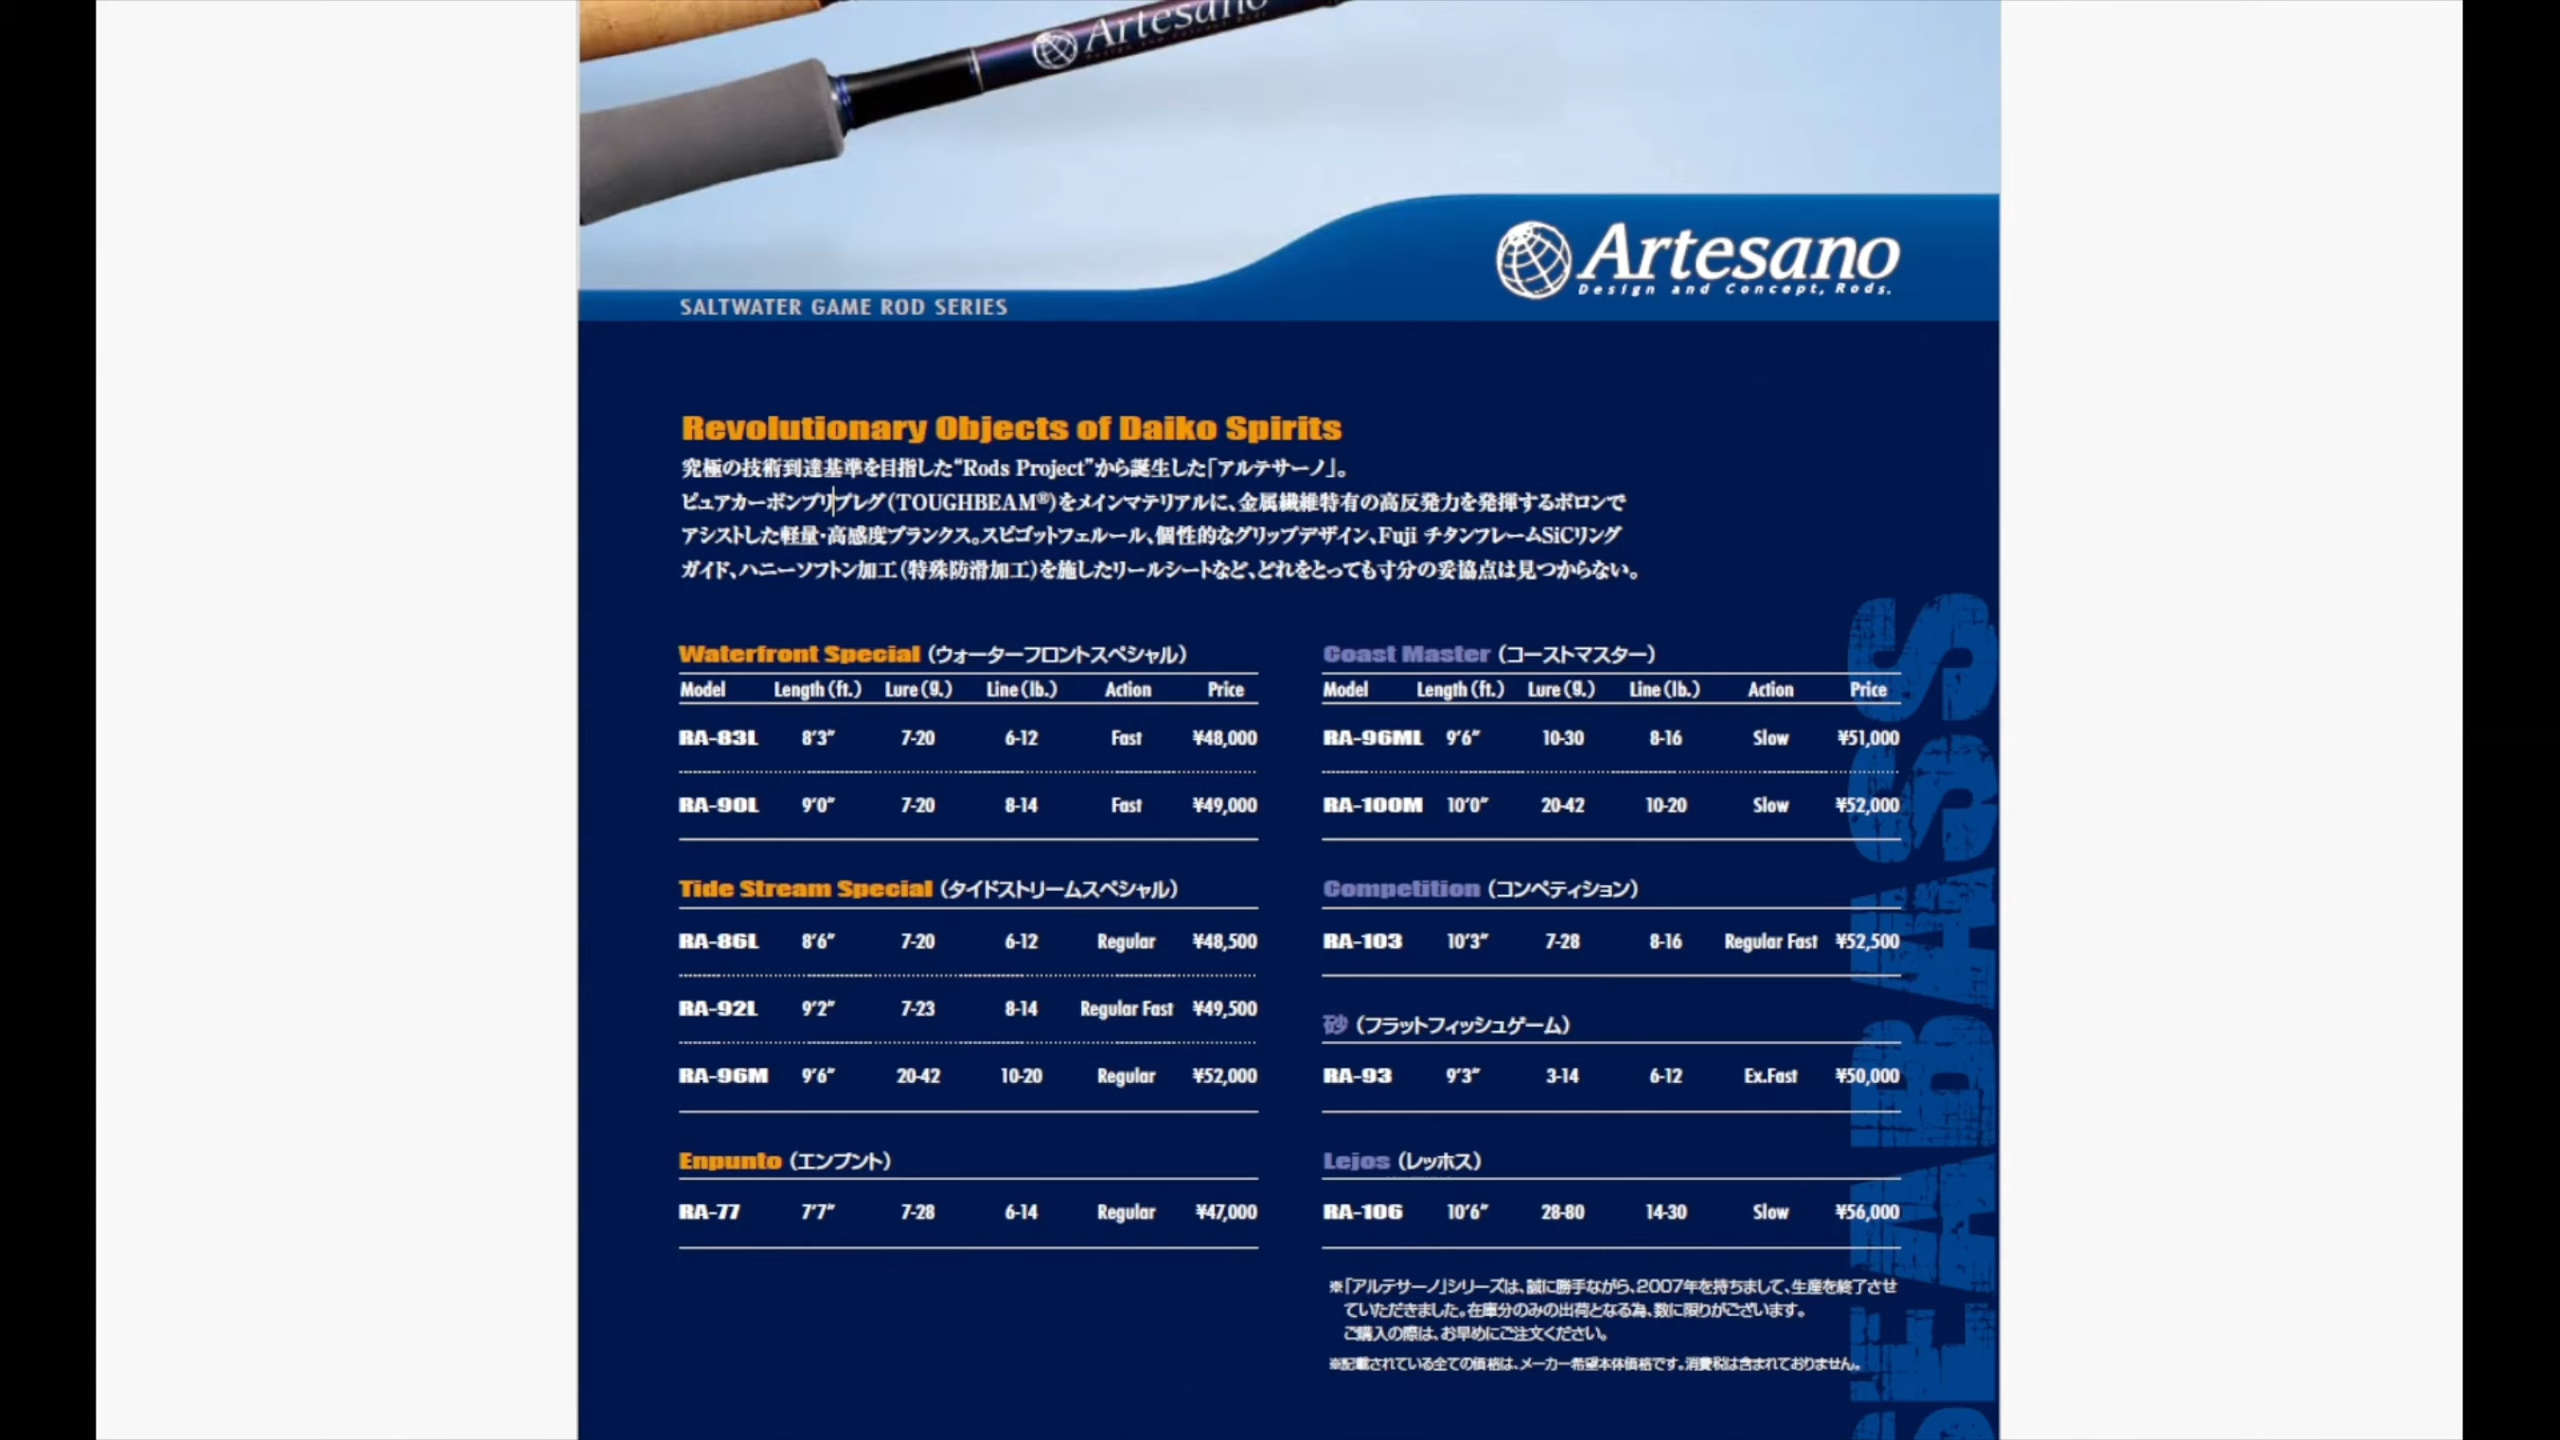 Artesano
Artesano
Design and Concept, Rods.
SALTWATER GAME ROD SERIES
Revolutionary Objects of Daiko Spirits
究極の技術到達基準を目指した“Rods Project”から誕生した「アルテサーノ」。
ピュアカーボンプリプレグ(TOUGHBEAM®)をメインマテリアルに、金属繊維特有の高反発力を発揮するボロンで
アシストした軽量・高感度ブランクス。スピゴットフェルール、個性的なグリップデザイン、Fuji チタンフレームSiCリング
ガイド、ハニーソフトン加工(特殊防滑加工)を施したリールシートなど、どれをとっても寸分の妥協点は見つからない。
Waterfront Special (ウォーターフロントスペシャル)
Model Length(ft.) Lure(g.) Line(lb.) Action Price
RA-83L 8'3" 7-20 6-12 Fast ¥48,000
RA-90L 9'0" 7-20 8-14 Fast ¥49,000
Tide Stream Special (タイドストリームスペシャル)
RA-86L 8'6" 7-20 6-12 Regular ¥48,500
RA-92L 9'2" 7-23 8-14 Regular Fast ¥49,500
RA-96M 9'6" 20-42 10-20 Regular ¥52,000
Enpunto (エンプント)
RA-77 7'7" 7-28 6-14 Regular ¥47,000
Coast Master (コーストマスター)
Model Length(ft.) Lure(g.) Line(lb.) Action Price
RA-96ML 9'6" 10-30 8-16 Slow ¥51,000
RA-100M 10'0" 20-42 10-20 Slow ¥52,000
Competition (コンペティション)
RA-103 10'3" 7-28 8-16 Regular Fast ¥52,500
砂 (フラットフィッシュゲーム)
RA-93 9'3" 3-14 6-12 Ex.Fast ¥50,000
Lejos (レッホス)
RA-106 10'6" 28-80 14-30 Slow ¥56,000
※「アルテサーノ」シリーズは、誠に勝手ながら、2007年を持ちまして、生産を終了させ
ていただきました。在庫分のみの出荷となる為、数に限りがございます。
ご購入の際は、お早めにご注文ください。
※記載されている全ての価格は、メーカー希望本体価格です。消費税は含まれておりません。
SEABASS